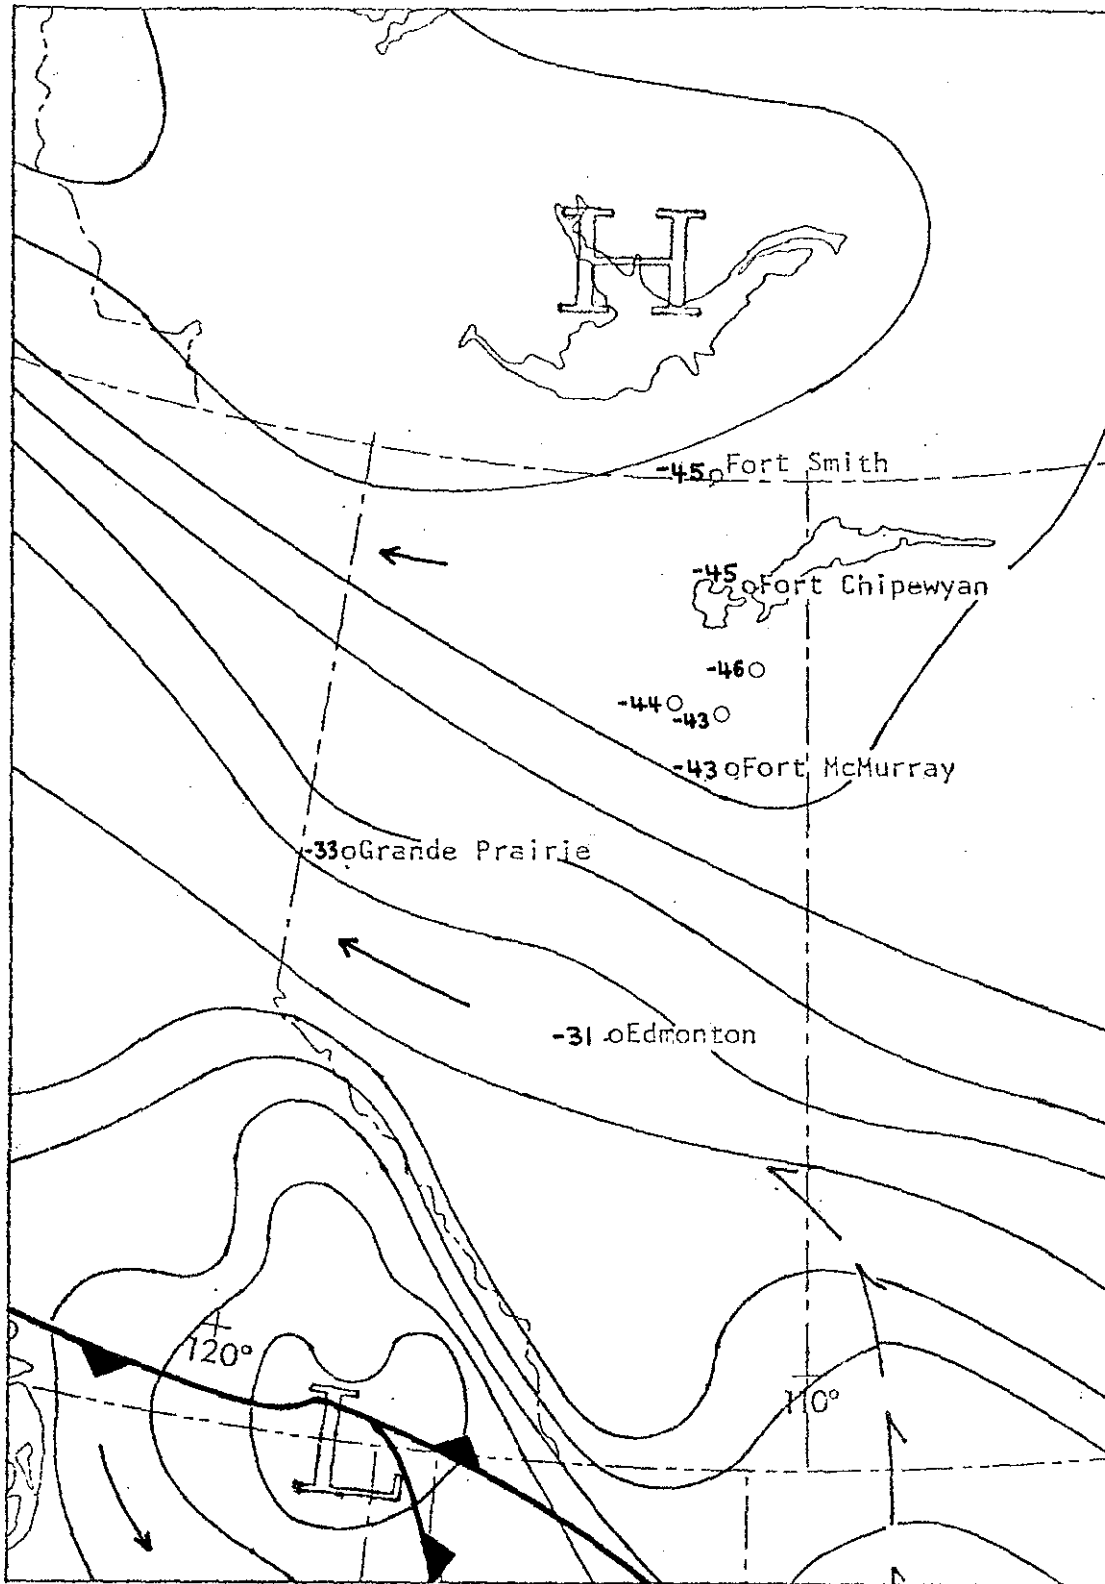 H
-45 Fort Smith
-45 Fort Chipewyan
-46
-44
-43
-43 Fort McMurray
-33 Grande Prairie
-31 Edmonton
120°
110°
L